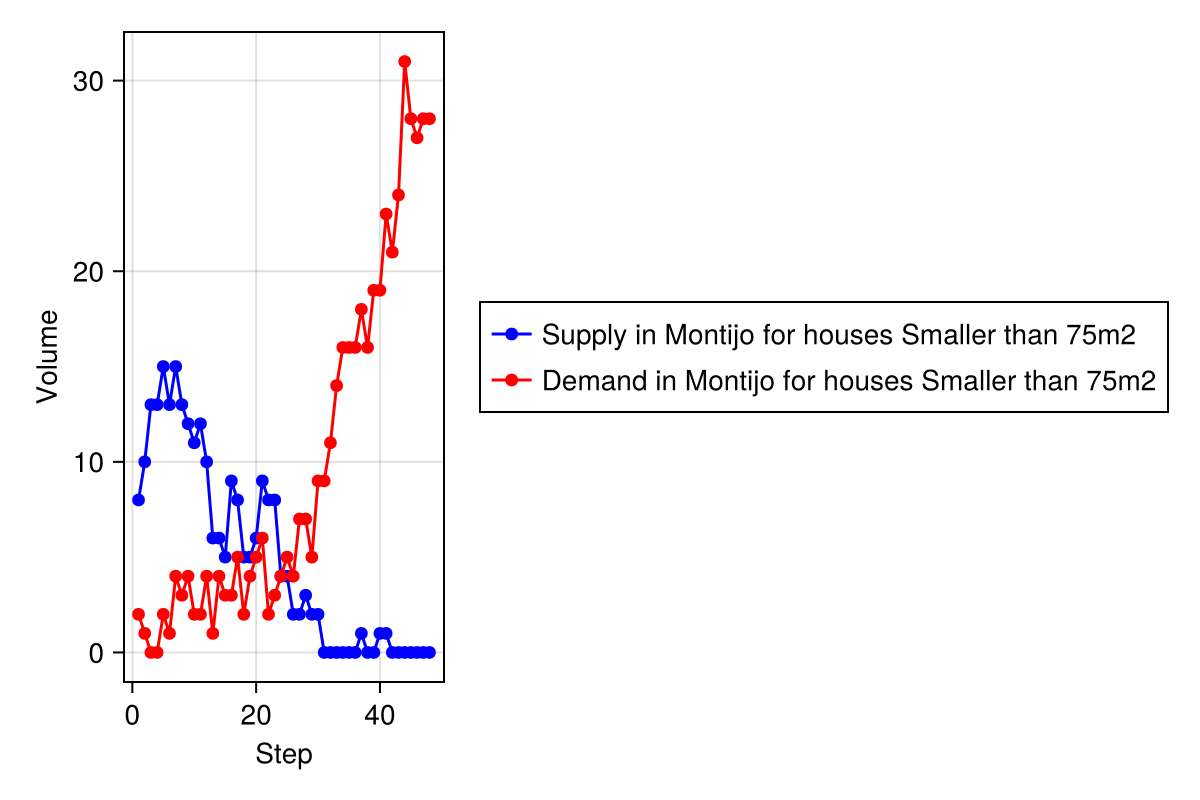 30
20
10
0
Volume
0 20 40
Step
Supply in Montijo for houses Smaller than 75m2
Demand in Montijo for houses Smaller than 75m2